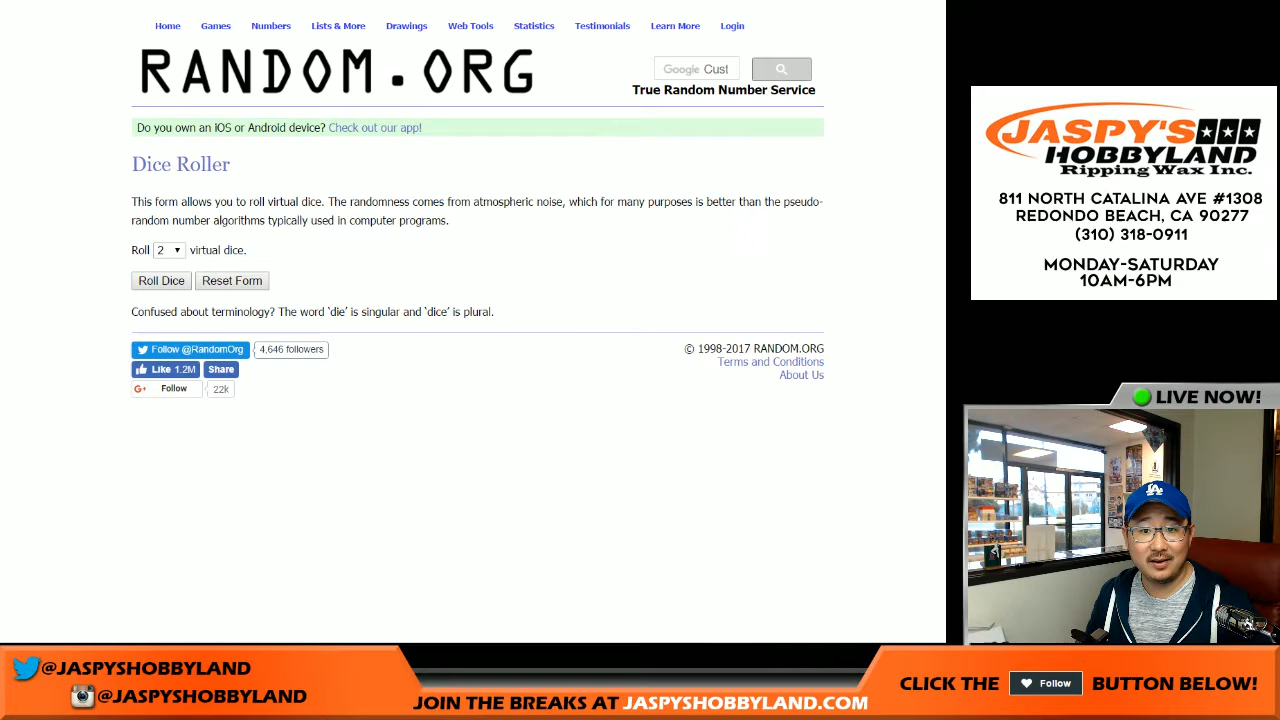 Home Games Numbers Lists & More Drawings Web Tools Statistics Testimonials Learn More Login
RANDOM.ORG
Google Cust
True Random Number Service
Do you own an iOS or Android device? Check out our app!
Dice Roller
This form allows you to roll virtual dice. The randomness comes from atmospheric noise, which for many purposes is better than the pseudo-
random number algorithms typically used in computer programs.
Roll 2 virtual dice.
Roll Dice Reset Form
Confused about terminology? The word 'die' is singular and 'dice' is plural.
Follow @RandomOrg 4,646 followers
Like 1.2M Share
G+ Follow 22k
© 1998-2017 RANDOM.ORG
Terms and Conditions
About Us
JASPY'S
HOBBYLAND
Ripping Wax Inc.
811 NORTH CATALINA AVE #1308
REDONDO BEACH, CA 90277
(310) 318-0911
MONDAY-SATURDAY
10AM-6PM
LIVE NOW!
LA
@JASPYSHOBBYLAND
@JASPYSHOBBYLAND
JOIN THE BREAKS AT JASPYSHOBBYLAND.COM
CLICK THE Follow BUTTON BELOW!